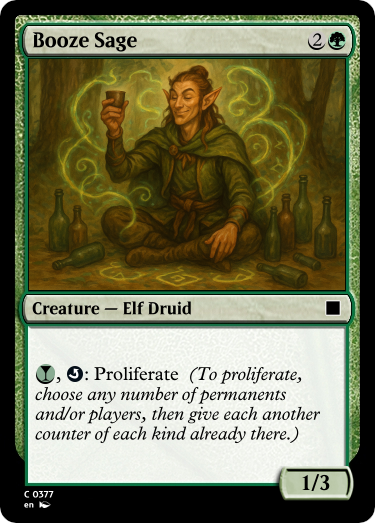 Booze Sage 2
Creature — Elf Druid
, : Proliferate (To proliferate,
choose any number of permanents
and/or players, then give each another
counter of each kind already there.)
1/3
C 0377
en